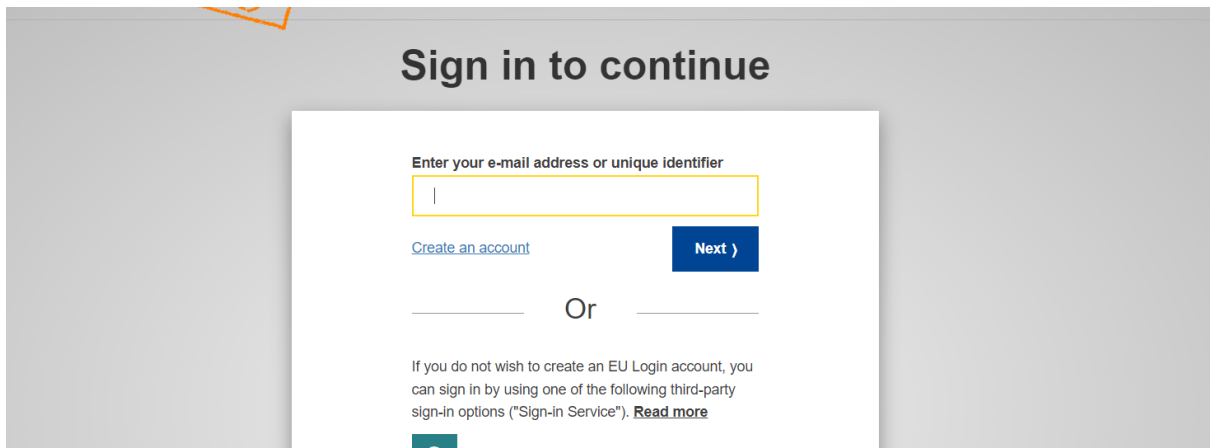 Sign in to continue
Enter your e-mail address or unique identifier
Create an account
Next ⟩
Or
If you do not wish to create an EU Login account, you
can sign in by using one of the following third-party
sign-in options ("Sign-in Service"). Read more